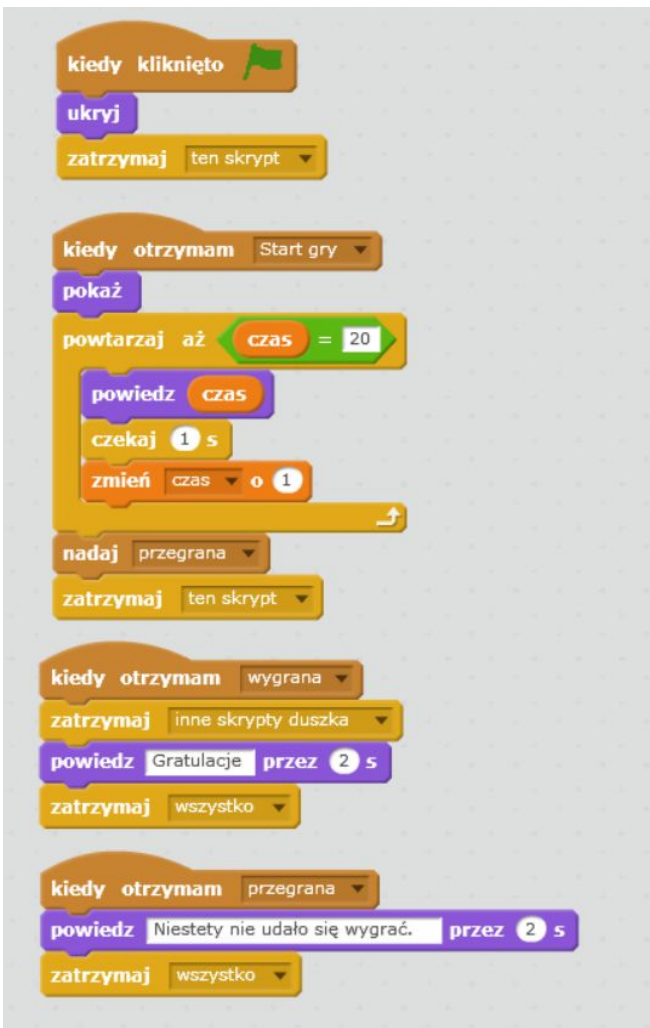 kiedy kliknięto
ukryj
zatrzymaj ten skrypt
kiedy otrzymam Start gry
pokaż
powtarzaj aż czas = 20
powiedz czas
czekaj 1 s
zmień czas o 1
nadaj przegrana
zatrzymaj ten skrypt
kiedy otrzymam wygrana
zatrzymaj inne skrypty duszka
powiedz Gratulacje przez 2 s
zatrzymaj wszystko
kiedy otrzymam przegrana
powiedz Niestety nie udało się wygrać. przez 2 s
zatrzymaj wszystko